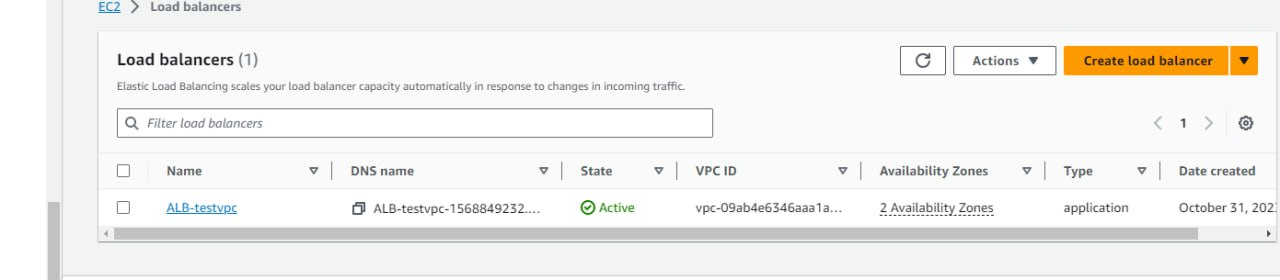 EC2 > Load balancers
Load balancers (1)
Actions
Create load balancer
Elastic Load Balancing scales your load balancer capacity automatically in response to changes in incoming traffic.
Filter load balancers
1
Name DNS name State VPC ID Availability Zones Type Date created
ALB-testvpc ALB-testvpc-1568849232.... Active vpc-09ab4e6346aaa1a... 2 Availability Zones application October 31, 202